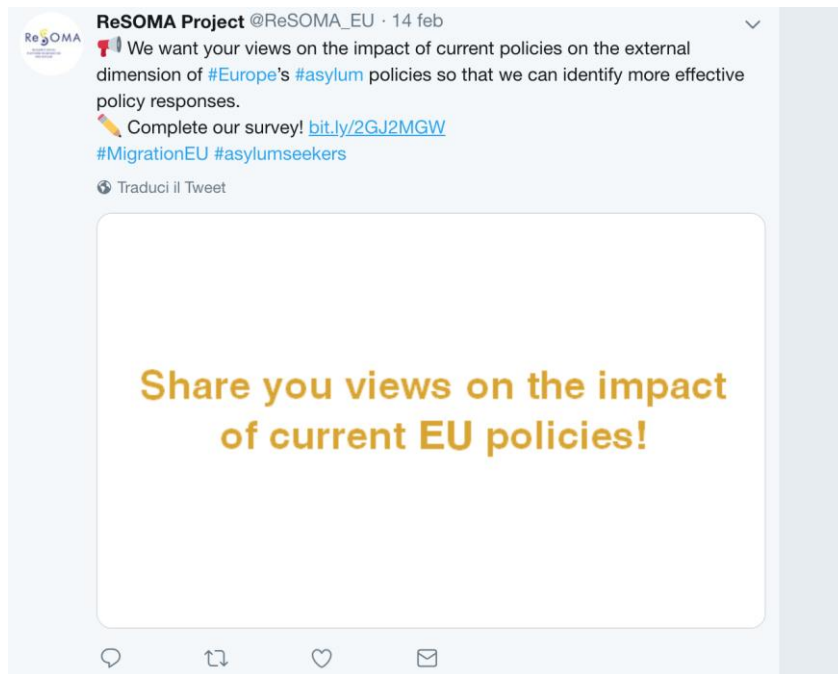 ReSOMA Project @ReSOMA_EU · 14 feb
ReSOMA
We want your views on the impact of current policies on the external
dimension of #Europe's #asylum policies so that we can identify more effective
policy responses.
Complete our survey! bit.ly/2GJ2MGW
#MigrationEU #asylumseekers
Traduci il Tweet
Share you views on the impact
of current EU policies!